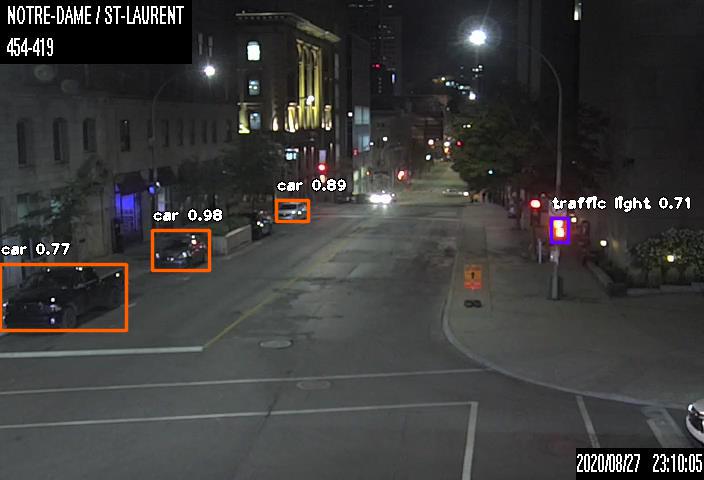 NOTRE-DAME / ST-LAURENT
454-419
car 0.89
traffic light 0.71
car 0.98
car 0.77
2020/08/27 23:10:05